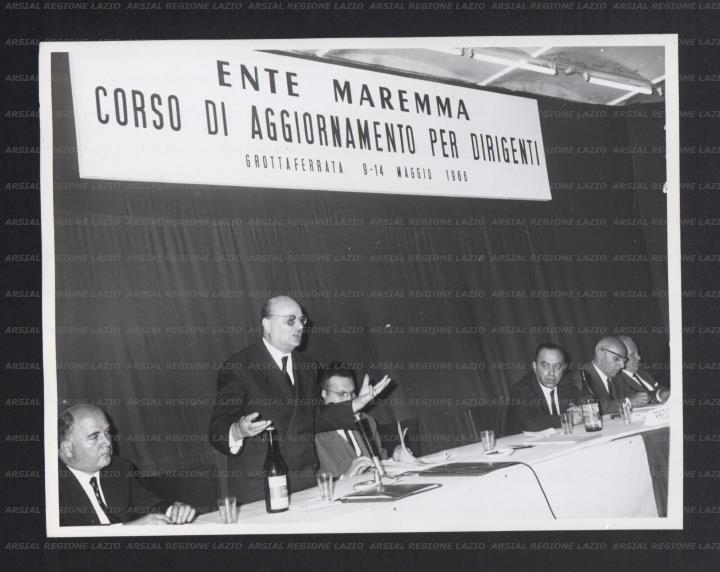 ENTE MAREMMA
CORSO DI AGGIORNAMENTO PER DIRIGENTI
GROTTAFERRATA 9-14 MAGGIO 1966
ARSIAL REGIONE LAZIO